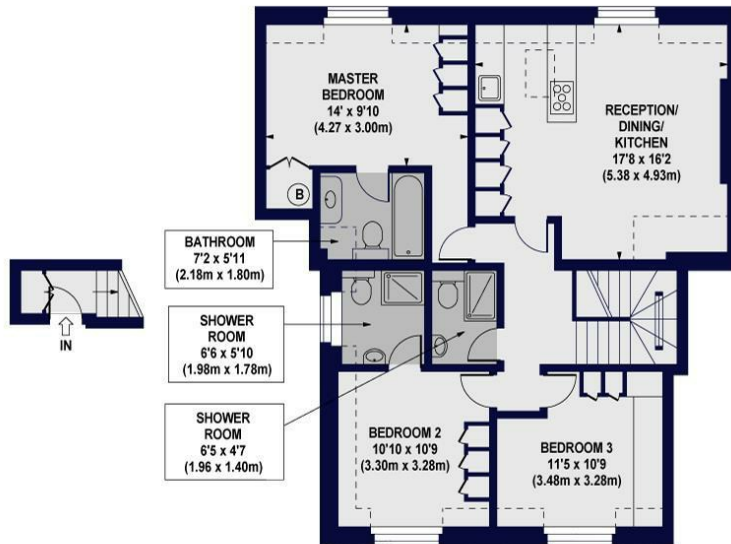 MASTER
BEDROOM
14' x 9'10
(4.27 x 3.00m)
RECEPTION/
DINING/
KITCHEN
17'8 x 16'2
(5.38 x 4.93m)
B
BATHROOM
7'2 x 5'11
(2.18m x 1.80m)
IN
SHOWER
ROOM
6'6 x 5'10
(1.98m x 1.78m)
SHOWER
ROOM
6'5 x 4'7
(1.96 x 1.40m)
BEDROOM 2
10'10 x 10'9
(3.30m x 3.28m)
BEDROOM 3
11'5 x 10'9
(3.48m x 3.28m)